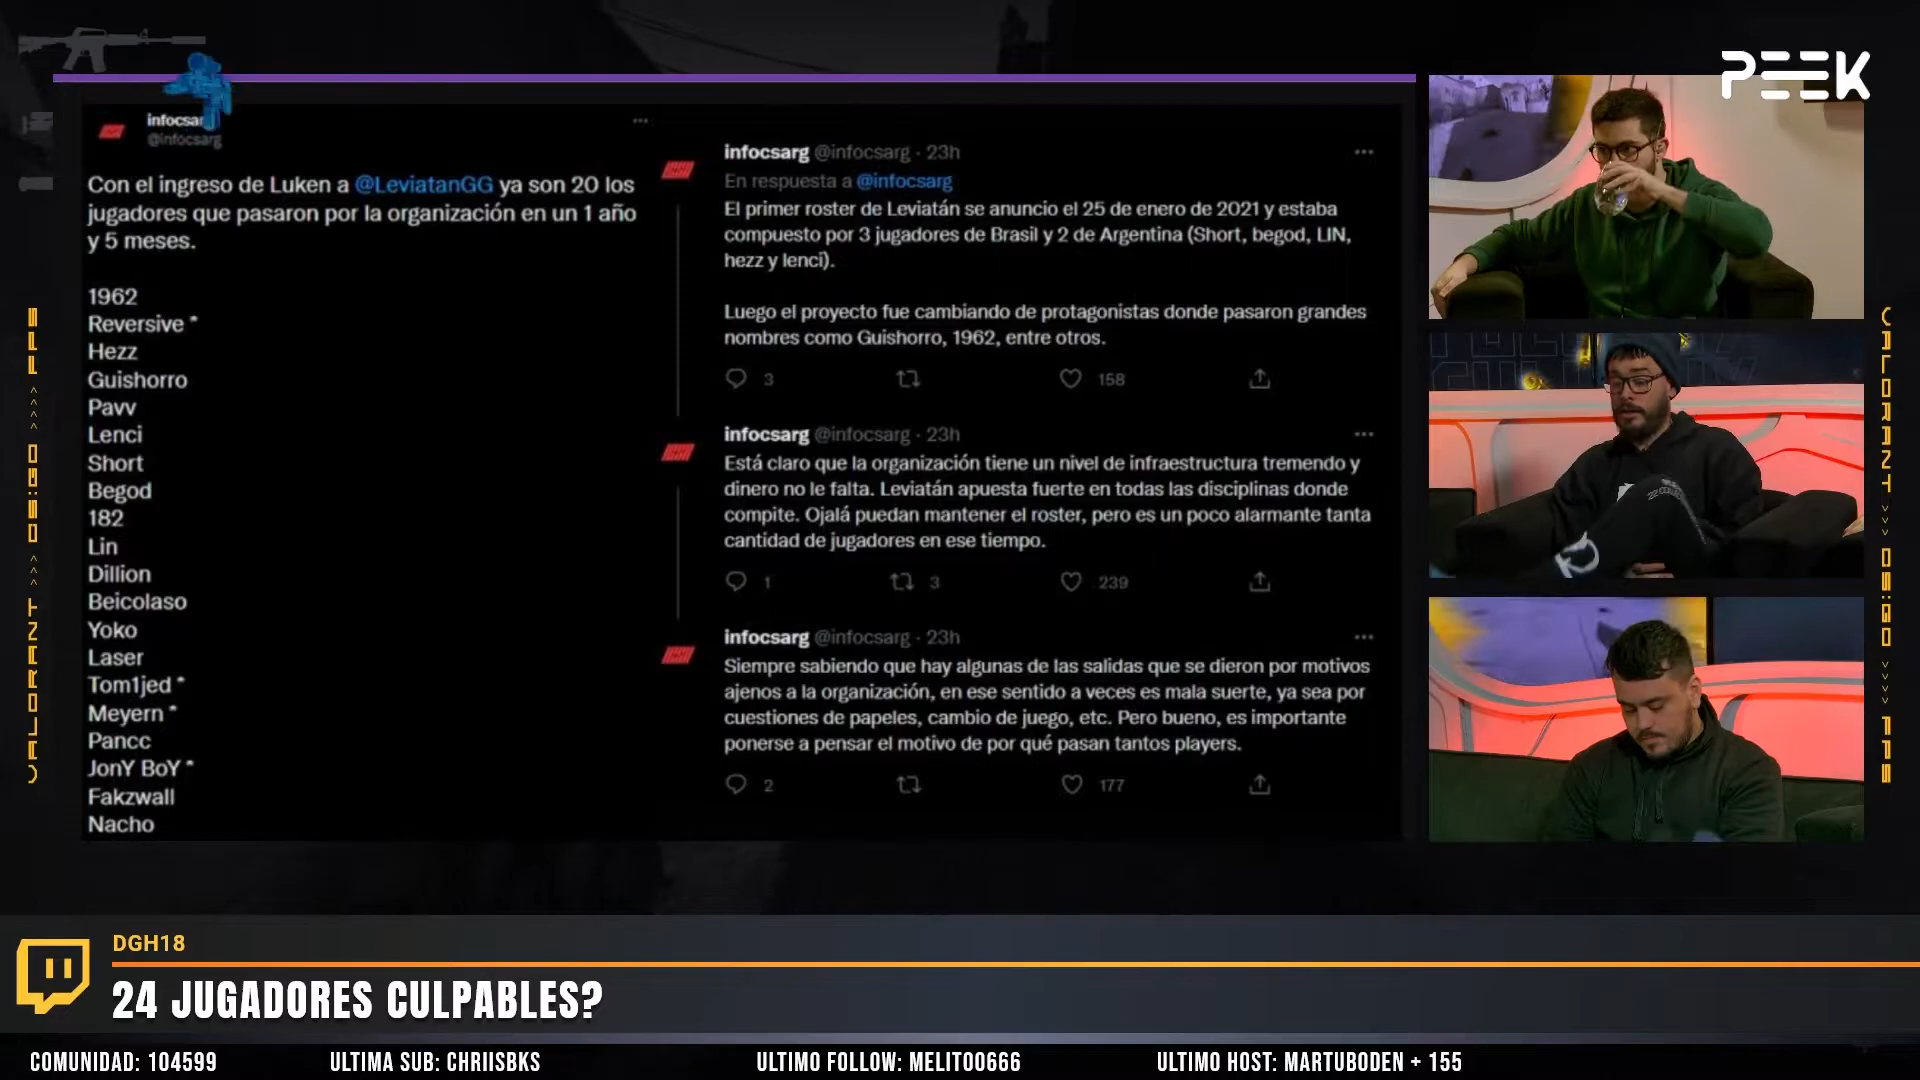 PEEK
infocsarg
@infocsarg
Con el ingreso de Luken a @LeviatanGG ya son 20 los
jugadores que pasaron por la organización en un 1 año
y 5 meses.
1962
Reversive *
Hezz
Guishorro
Pavv
Lenci
Short
Begod
182
Lin
Dillion
Beicolaso
Yoko
Laser
Tom1jed *
Meyern *
Pancc
JonY BoY *
Fakzwall
Nacho
infocsarg @infocsarg · 23h
En respuesta a @infocsarg
El primer roster de Leviatán se anuncio el 25 de enero de 2021 y estaba
compuesto por 3 jugadores de Brasil y 2 de Argentina (Short, begod, LIN,
hezz y lenci).
Luego el proyecto fue cambiando de protagonistas donde pasaron grandes
nombres como Guishorro, 1962, entre otros.
3 158
infocsarg @infocsarg · 23h
Está claro que la organización tiene un nivel de infraestructura tremendo y
dinero no le falta. Leviatán apuesta fuerte en todas las disciplinas donde
compite. Ojalá puedan mantener el roster, pero es un poco alarmante tanta
cantidad de jugadores en ese tiempo.
1 3 239
infocsarg @infocsarg · 23h
Siempre sabiendo que hay algunas de las salidas que se dieron por motivos
ajenos a la organización, en ese sentido a veces es mala suerte, ya sea por
cuestiones de papeles, cambio de juego, etc. Pero bueno, es importante
ponerse a pensar el motivo de por qué pasan tantos players.
2 177
VALORANT >>> CS:GO >>>> FPS
VALORANT >>> CS:GO >>>> FPS
DGH18
24 JUGADORES CULPABLES?
COMUNIDAD: 104599 ULTIMA SUB: CHRIISBKS ULTIMO FOLLOW: MELITO0666 ULTIMO HOST: MARTUBODEN + 155